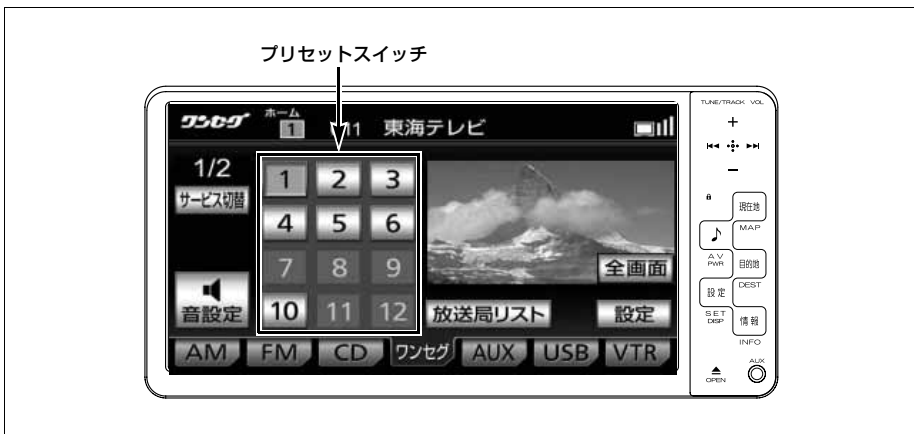 プリセットスイッチ
ワンセグ ホーム 1 11 東海テレビ
1/2
サービス切替
1 2 3
4 5 6
7 8 9
10 11 12
音設定
全画面
放送局リスト 設定
AM FM CD ワンセグ AUX USB VTR
TUNE/TRACK VOL
+
−
現在地
MAP
AV
PWR
目的地
DEST
設定
SET
DISP
情報
INFO
OPEN
AUX